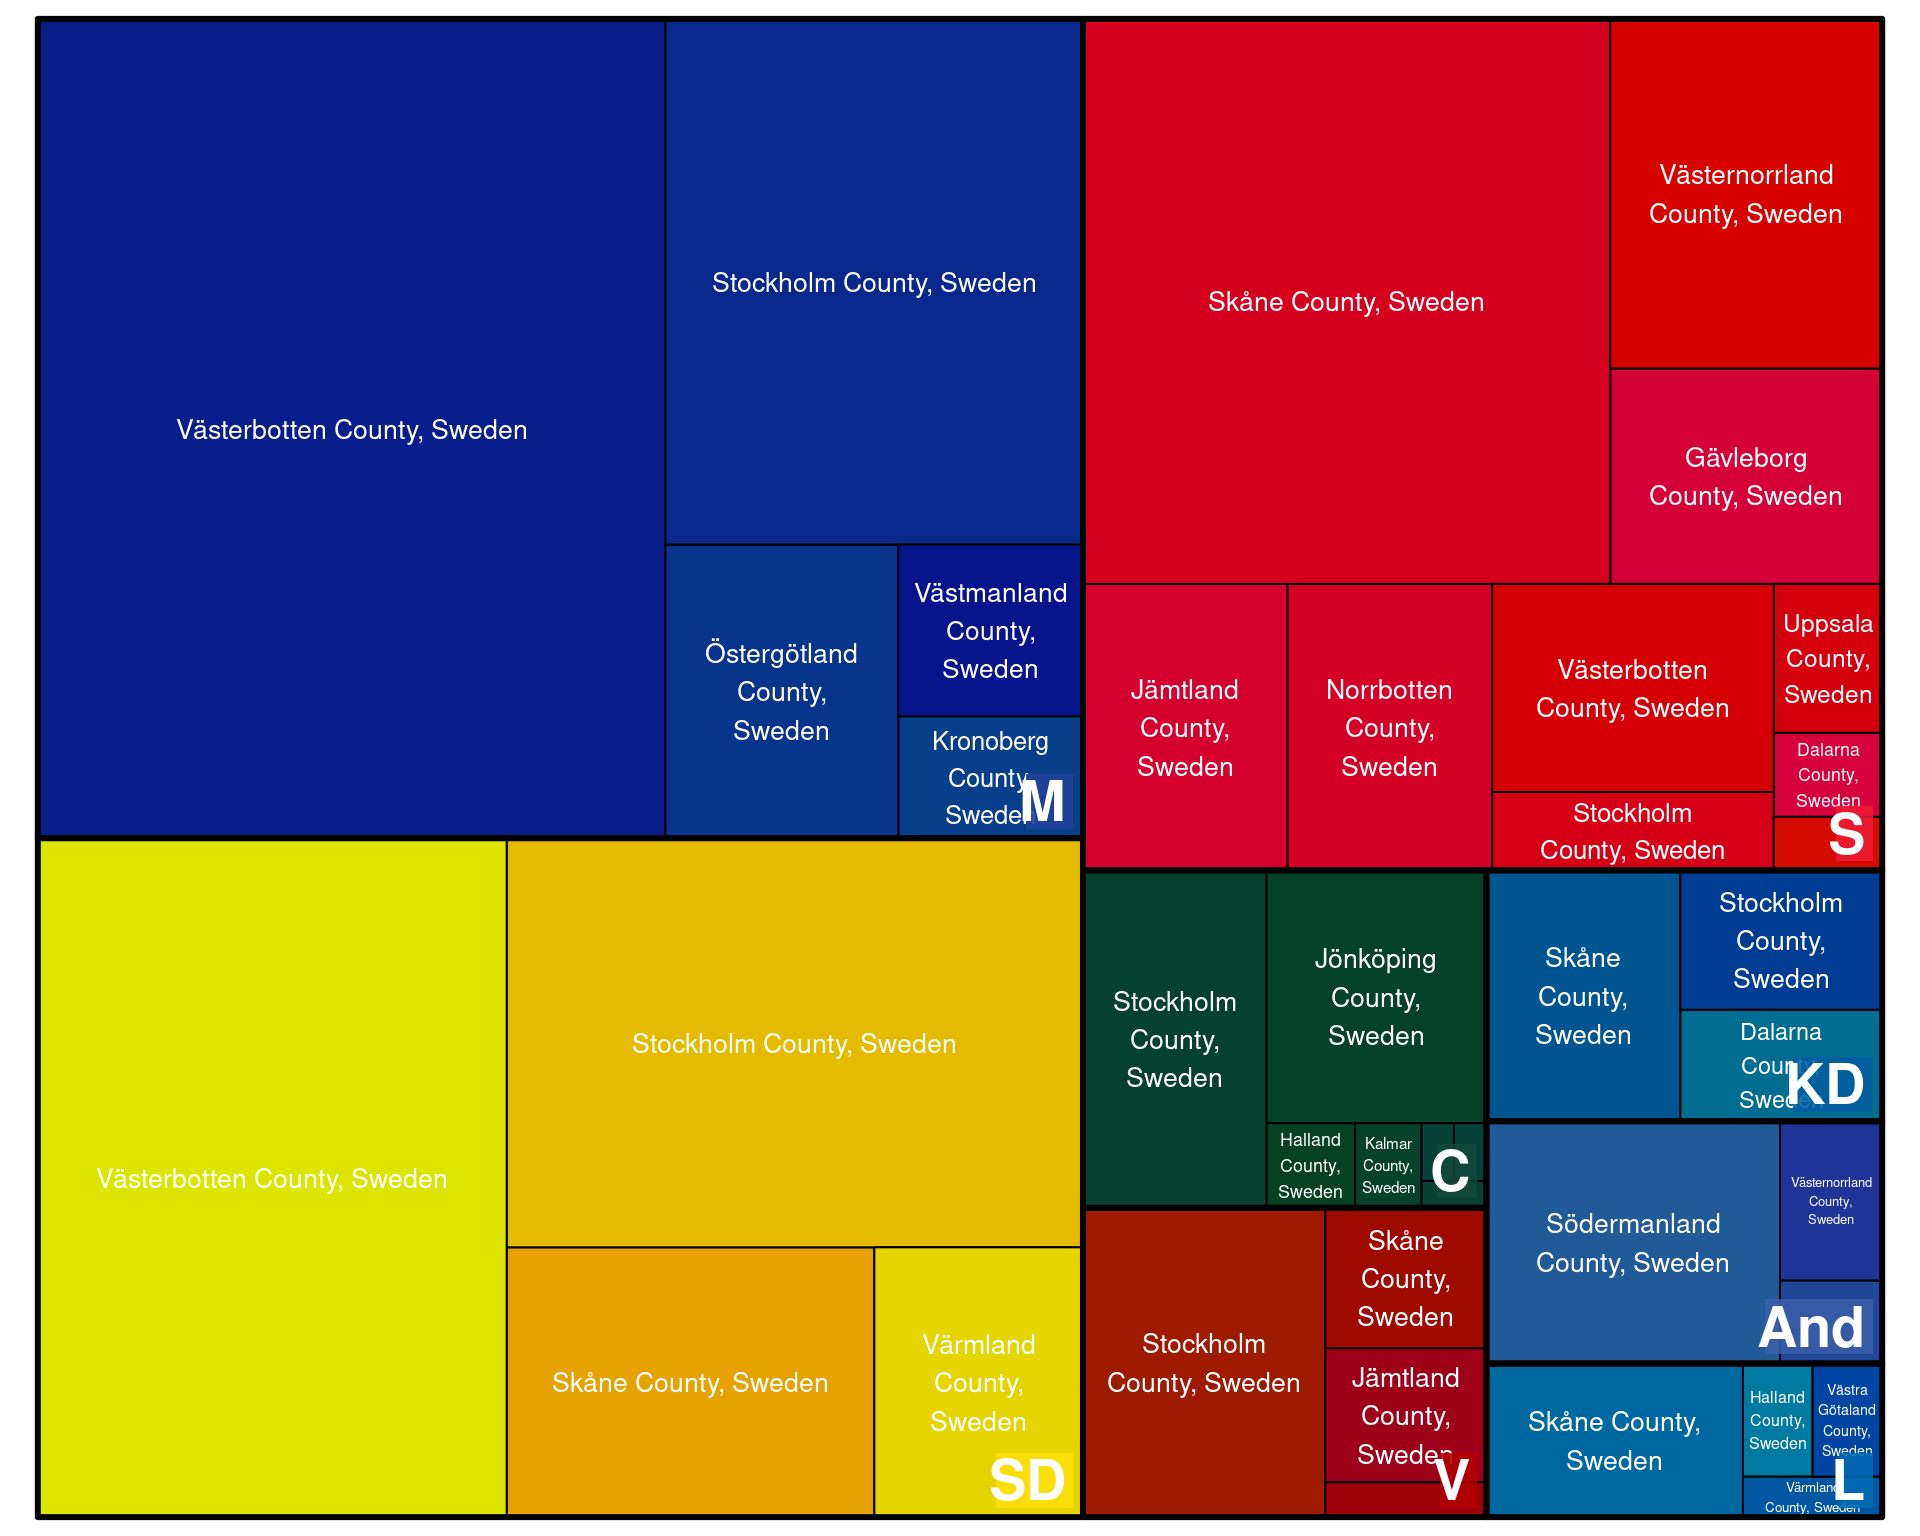 Västerbotten County, Sweden
Stockholm County, Sweden
Östergötland
County,
Sweden
Västmanland
County,
Sweden
Kronoberg
County
Sweden
M
Västerbotten County, Sweden
Stockholm County, Sweden
Skåne County, Sweden
Värmland
County,
Sweden
SD
Skåne County, Sweden
Västernorrland
County, Sweden
Gävleborg
County, Sweden
Jämtland
County,
Sweden
Norrbotten
County,
Sweden
Västerbotten
County, Sweden
Stockholm
County, Sweden
Uppsala
County,
Sweden
Dalarna
County,
Sweden
S
Stockholm
County,
Sweden
Jönköping
County,
Sweden
Halland
County,
Sweden
Kalmar
County,
Sweden
C
Stockholm
County, Sweden
Skåne
County,
Sweden
Jämtland
County,
Sweden
V
Skåne
County,
Sweden
Stockholm
County,
Sweden
Dalarna
County
Sweden
KD
Södermanland
County, Sweden
Västernorrland
County,
Sweden
And
Skåne County,
Sweden
Halland
County,
Sweden
Västra
Götaland
County,
Sweden
Värmland
County, Sweden
L